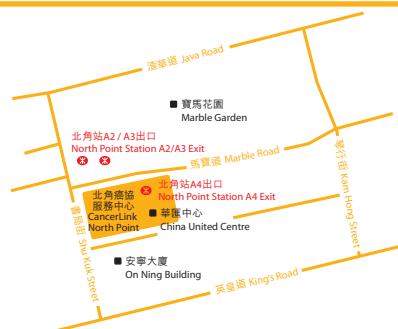 渣華道 Java Road
寶馬花園
Marble Garden
北角站A2 / A3出口
North Point Station A2/A3 Exit
馬寶道 Marble Road
琴行街 Kam Hong Street
北角站A4出口
North Point Station A4 Exit
北角癌協
服務中心
CancerLink
North Point
華匯中心
China United Centre
書局街 Shu Kuk Street
安寧大廈
On Ning Building
英皇道 King's Road